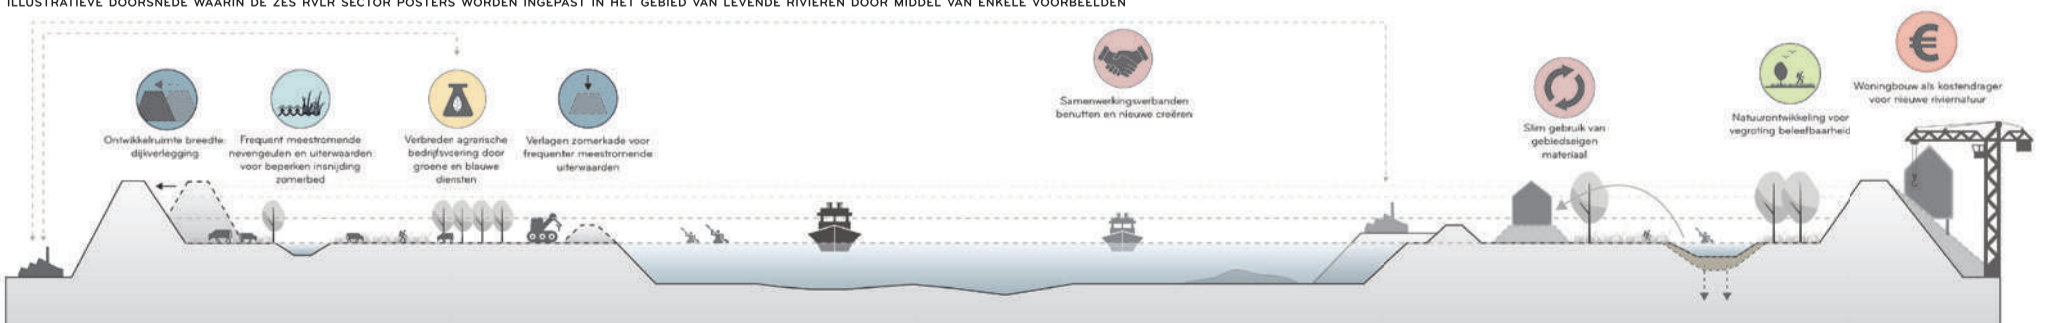 ILLUSTRATIEVE DOORSNEDE WAARIN DE ZES RVLR SECTOR POSTERS WORDEN INGEPAST IN HET GEBIED VAN LEVENDE RIVIEREN DOOR MIDDEL VAN ENKELE VOORBEELDEN
Ontwikkelruimte breedte:
dijkverlegging
Frequent meestromende
nevengeulen en uiterwaarden
voor beperken insnijding
zomerbed
Verbreden agrarische
bedrijfsvoering door
groene en blauwe
diensten
Verlagen zomerkade voor
frequenter meestromende
uiterwaarden
Samenwerkingsverbanden
benutten en nieuwe creëren
Slim gebruik van
gebiedseigen
materiaal
Natuurontwikkeling voor
vegroting beleefbaarheid
€
Woningbouw als kostendrager
voor nieuwe riviernatuur